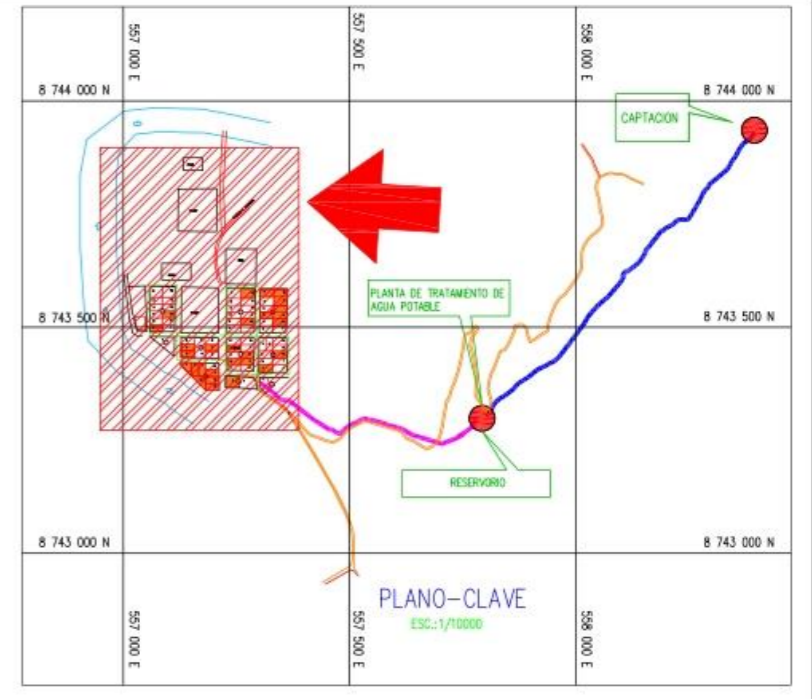 557 000 E
557 500 E
558 000 E
8 744 000 N
8 744 000 N
CAPTACION
PLANTA DE TRATAMIENTO DE
AGUA POTABLE
8 743 500 N
8 743 500 N
RESERVORIO
8 743 000 N
8 743 000 N
PLANO-CLAVE
ESC.:1/10000
557 000 E
557 500 E
558 000 E